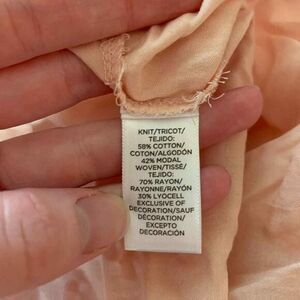 KNIT/TRICOT/
TEJIDO:
58% COTTON/
COTON/ALGODÓN
42% MODAL
WOVEN/TISSÉ/
TEJIDO:
70% RAYON/
RAYONNE/RAYÓN
30% LYOCELL
EXCLUSIVE OF
DECORATION/SAUF
DÉCORATION/
EXCEPTO
DECORACIÓN